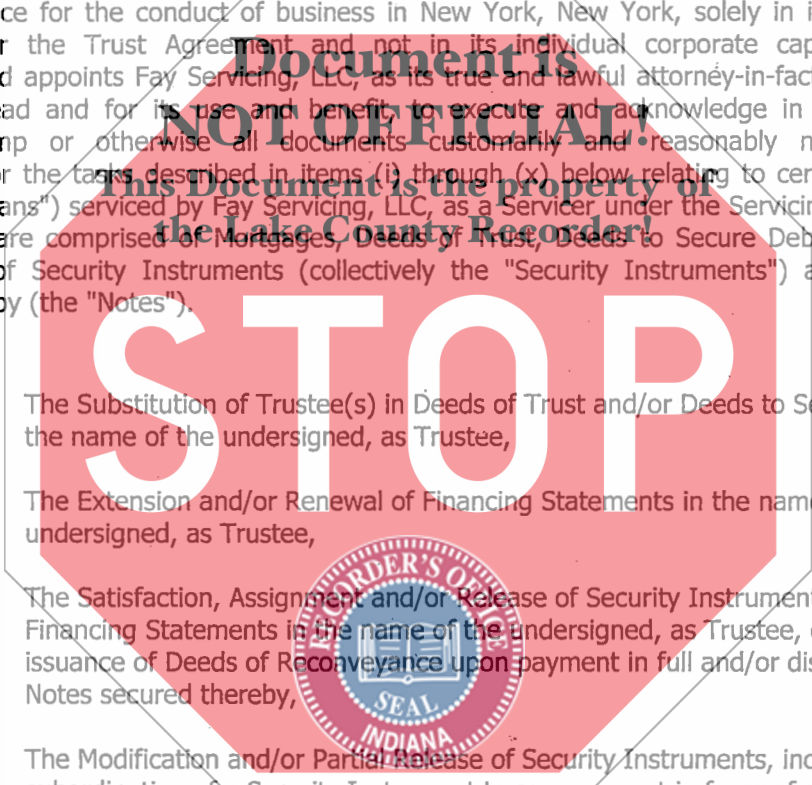 ce for the conduct of business in New York, New York, solely in i
r the Trust Agreement and not in its individual corporate cap
Document is
d appoints Fay Servicing, LLC, as its true and lawful attorney-in-fact
ad and for its use and benefit, to execute and acknowledge in
NOT OFFICIAL!
mp or otherwise all documents customarily and reasonably n
r the tasks described in items (i) through (x) below relating to cer
This Document is the property of
ans") serviced by Fay Servicing, LLC, as a Servicer under the Servicin
the Lake County Recorder!
are comprised of Mortgages, Deeds of Trust, Deeds to Secure Deb
of Security Instruments (collectively the "Security Instruments") a
by (the "Notes").
STOP
The Substitution of Trustee(s) in Deeds of Trust and/or Deeds to Se
the name of the undersigned, as Trustee,
The Extension and/or Renewal of Financing Statements in the name
undersigned, as Trustee,
The Satisfaction, Assignment and/or Release of Security Instrument
Financing Statements in the name of the undersigned, as Trustee,
issuance of Deeds of Reconveyance upon payment in full and/or dis
Notes secured thereby,
RECORDER'S OFFICE
SEAL
INDIANA
The Modification and/or Partial Release of Security Instruments, inc